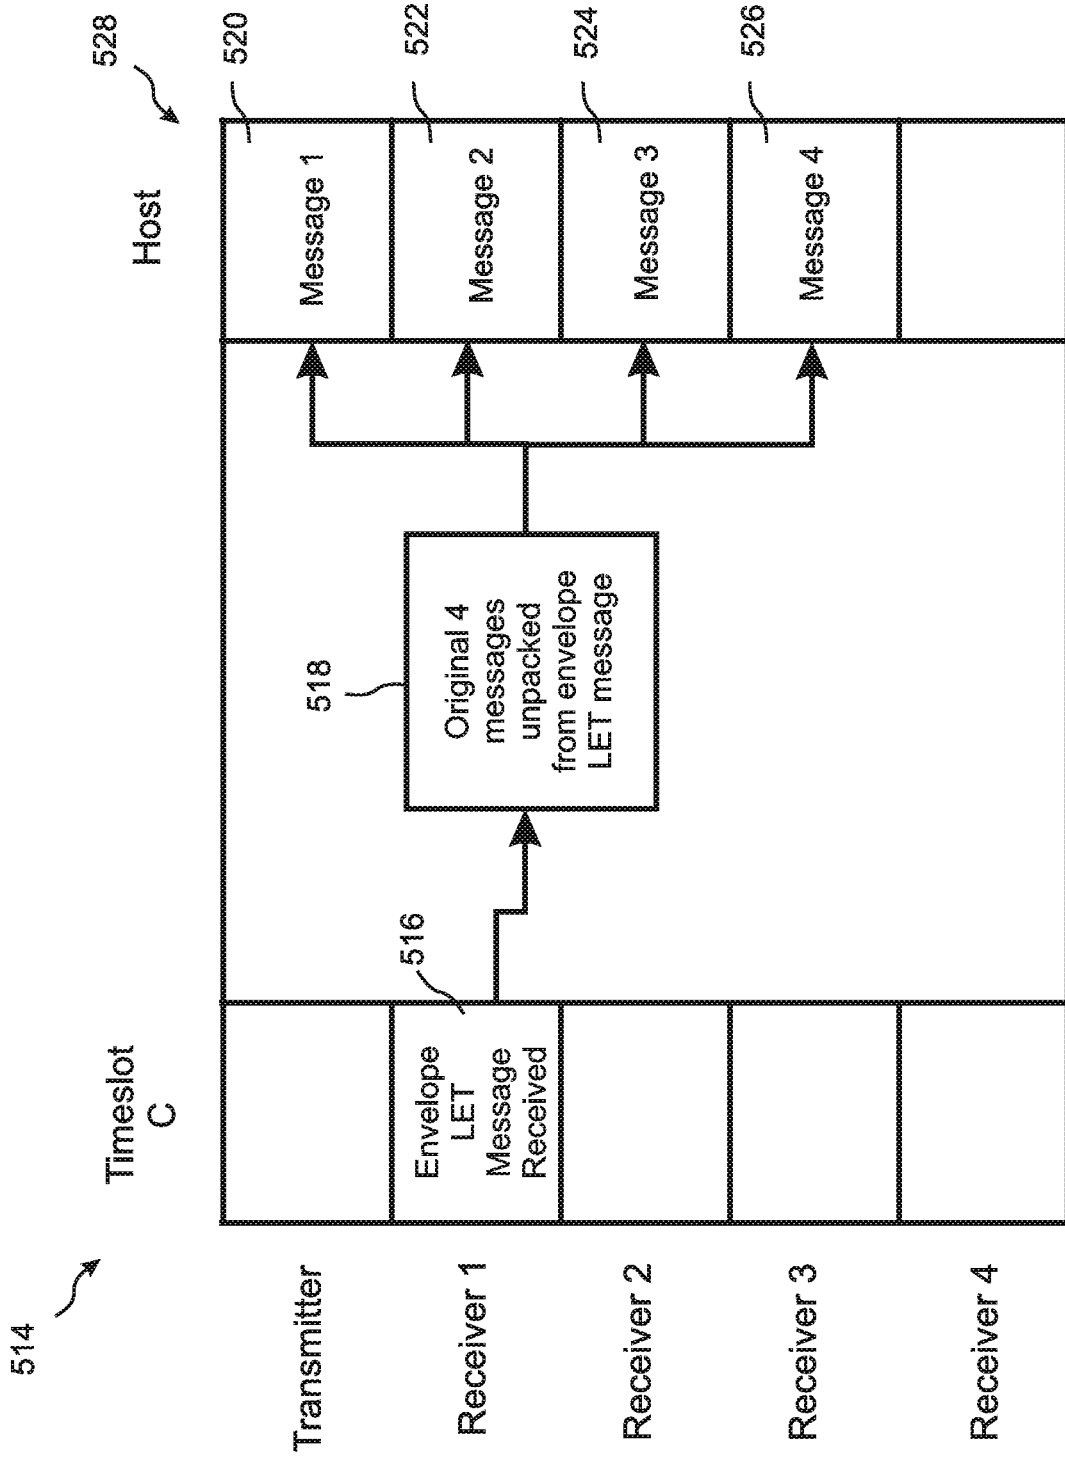 514
Timeslot
C
Host
528
Transmitter
Message 1
520
Receiver 1
Envelope
LET
Message
Received
516
518
Original 4
messages
unpacked
from envelope
LET message
Message 2
522
Receiver 2
Message 3
524
Receiver 3
Message 4
526
Receiver 4